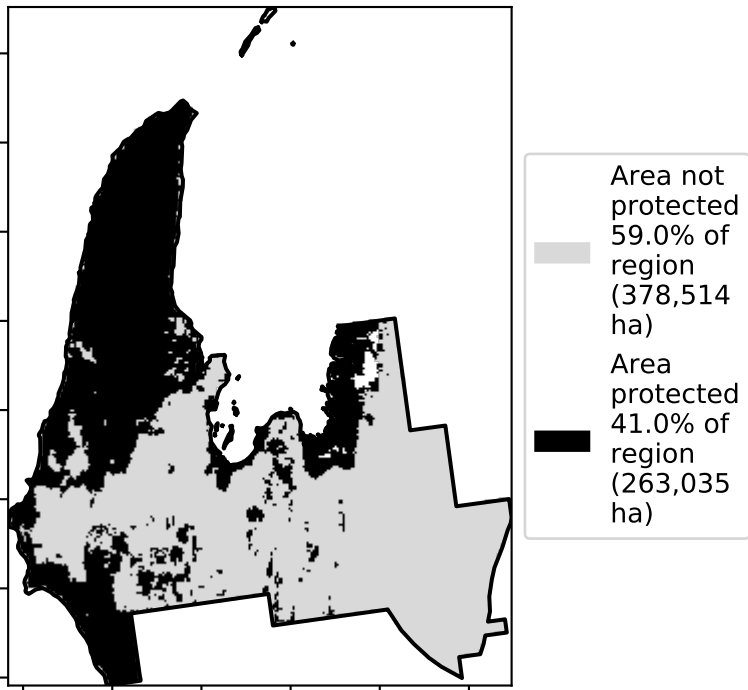 Area not
protected
59.0% of
region
(378,514
ha)
Area
protected
41.0% of
region
(263,035
ha)